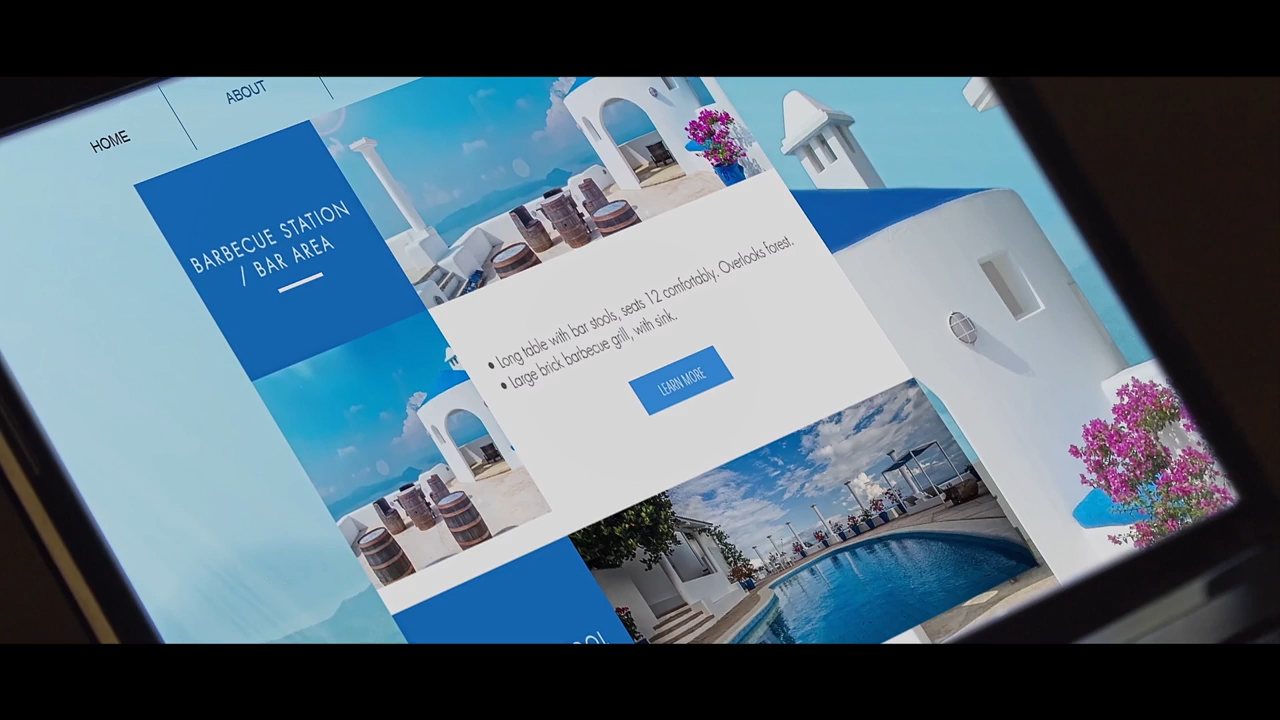 HOME
ABOUT
BARBECUE STATION
/ BAR AREA
• Long table with bar stools, seats 12 comfortably. Overlooks forest.
• Large brick barbecue grill, with sink.
LEARN MORE